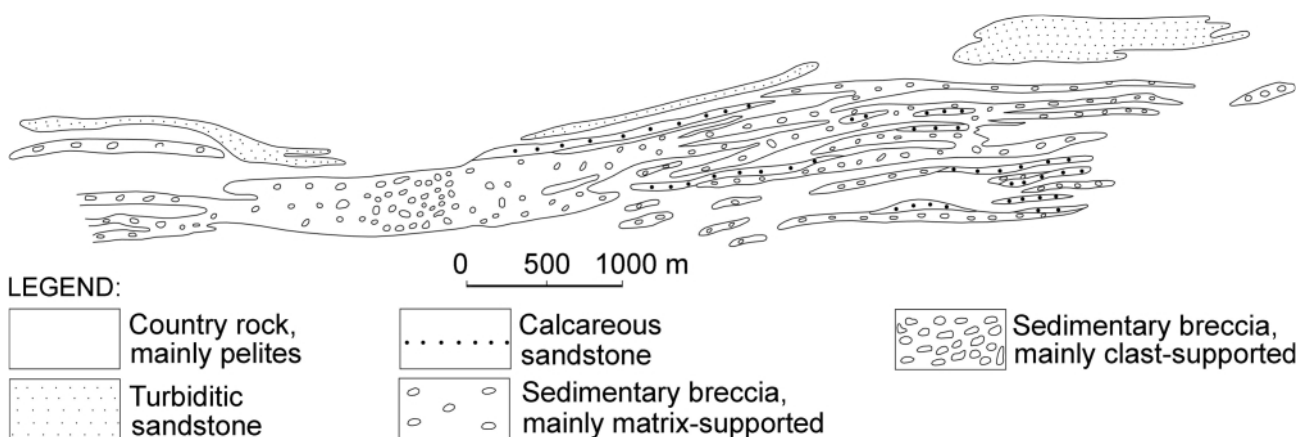 0 500 1000 m
LEGEND:
Country rock,
mainly pelites
Turbiditic
sandstone
Calcareous
sandstone
Sedimentary breccia,
mainly matrix-supported
Sedimentary breccia,
mainly clast-supported